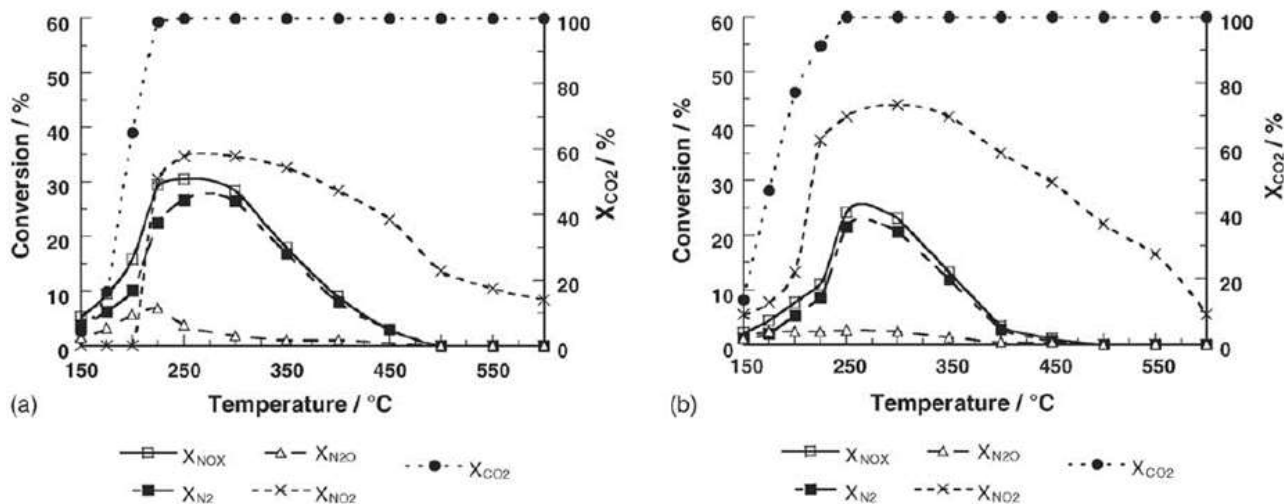 60
50
40
30
20
10
0
Conversion / %
100
80
60
40
20
0
XCO2 / %
150 250 350 450 550
Temperature / °C
(a)
XNOX XN2O XCO2
XN2 XNO2
60
50
40
30
20
10
0
Conversion / %
100
80
60
40
20
0
XCO2 / %
150 250 350 450 550
Temperature / °C
(b)
XNOX XN2O XCO2
XN2 XNO2